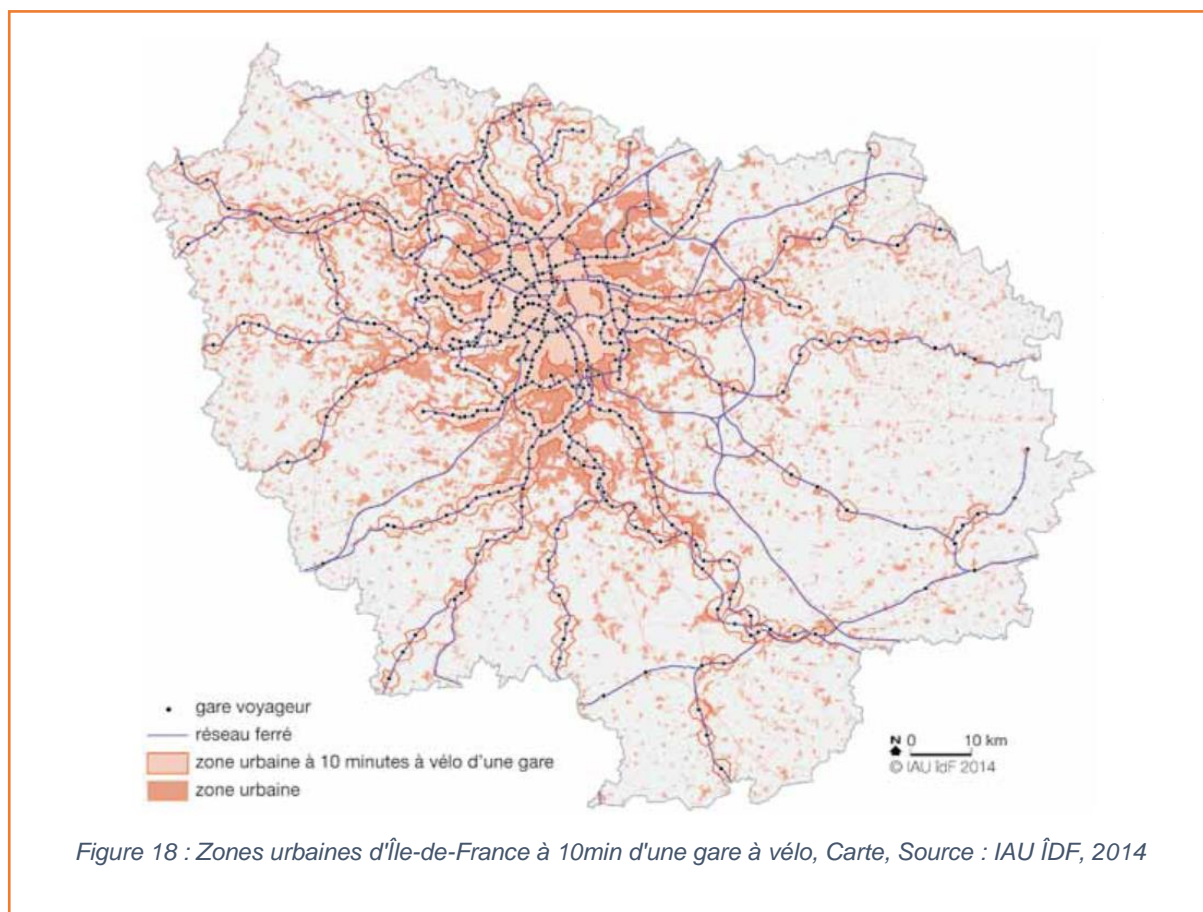 gare voyageur
réseau ferré
zone urbaine à 10 minutes à vélo d'une gare
zone urbaine
N 0 10 km
© IAU îdF 2014
Figure 18 : Zones urbaines d'Île-de-France à 10min d'une gare à vélo, Carte, Source : IAU ÎDF, 2014